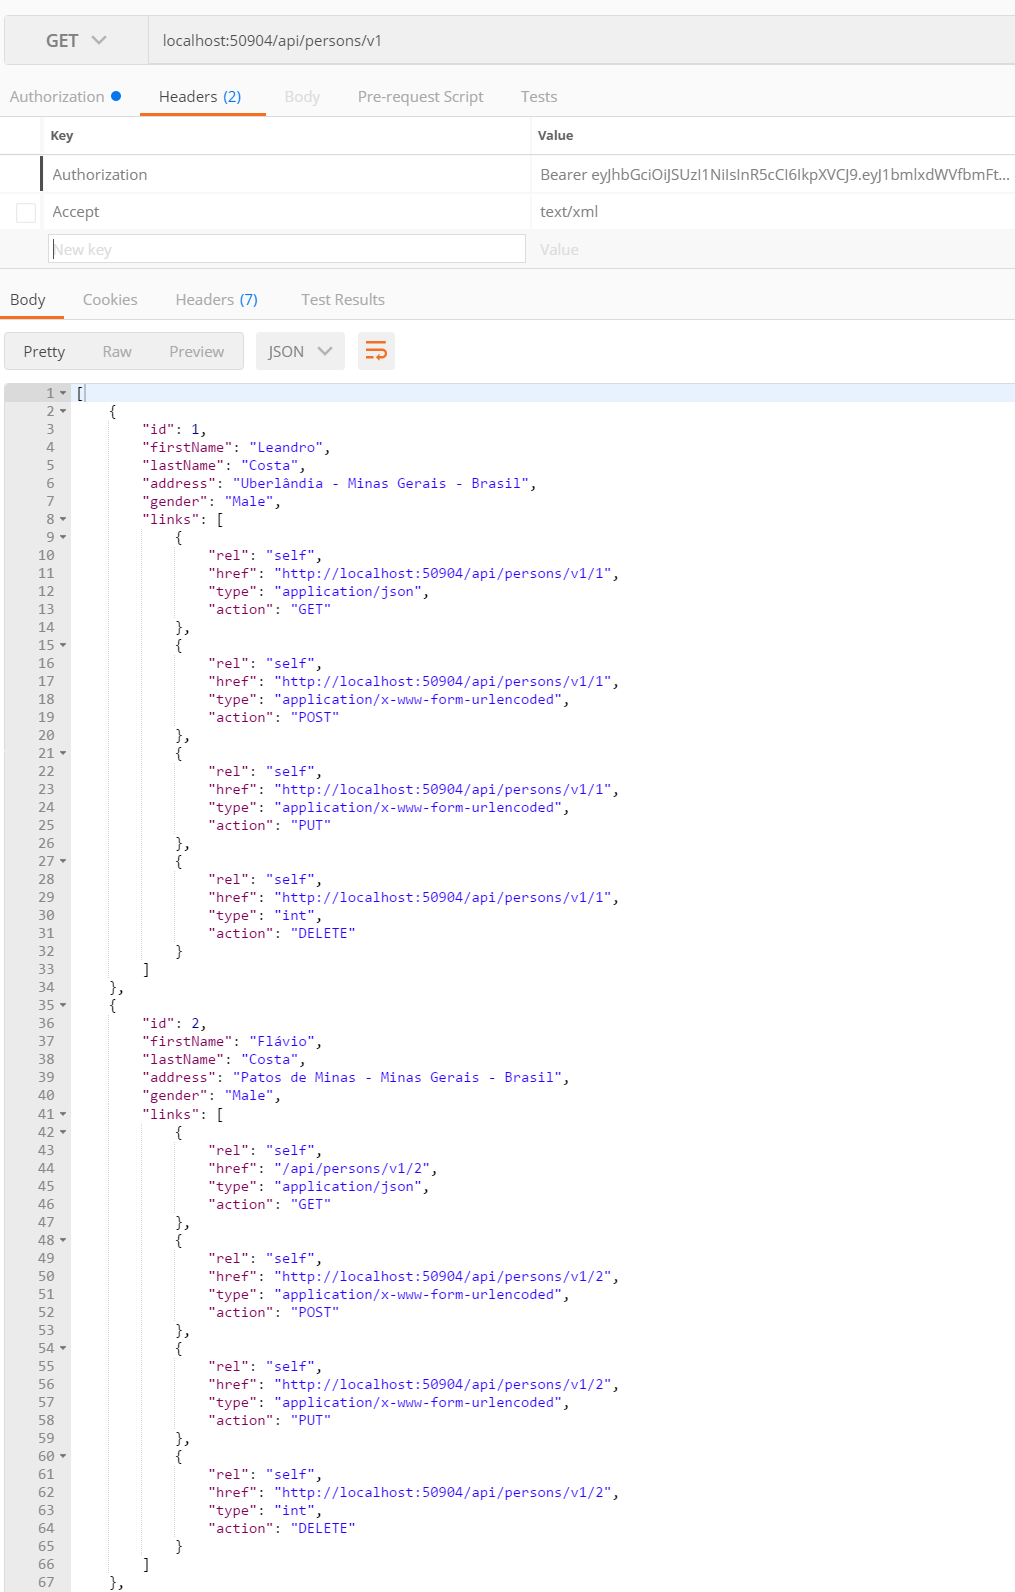 GET localhost:50904/api/persons/v1
Authorization Headers (2) Body Pre-request Script Tests
Key Value
Authorization Bearer eyJhbGciOiJSUzI1NiIsInR5cCI6IkpXVCJ9.eyJ1bmlxdWVfbmFt...
Accept text/xml
New key Value
Body Cookies Headers (7) Test Results
Pretty Raw Preview JSON
1 [
2 {
3 "id": 1,
4 "firstName": "Leandro",
5 "lastName": "Costa",
6 "address": "Uberlândia - Minas Gerais - Brasil",
7 "gender": "Male",
8 "links": [
9 {
10 "rel": "self",
11 "href": "http://localhost:50904/api/persons/v1/1",
12 "type": "application/json",
13 "action": "GET"
14 },
15 {
16 "rel": "self",
17 "href": "http://localhost:50904/api/persons/v1/1",
18 "type": "application/x-www-form-urlencoded",
19 "action": "POST"
20 },
21 {
22 "rel": "self",
23 "href": "http://localhost:50904/api/persons/v1/1",
24 "type": "application/x-www-form-urlencoded",
25 "action": "PUT"
26 },
27 {
28 "rel": "self",
29 "href": "http://localhost:50904/api/persons/v1/1",
30 "type": "int",
31 "action": "DELETE"
32 }
33 ]
34 },
35 {
36 "id": 2,
37 "firstName": "Flávio",
38 "lastName": "Costa",
39 "address": "Patos de Minas - Minas Gerais - Brasil",
40 "gender": "Male",
41 "links": [
42 {
43 "rel": "self",
44 "href": "/api/persons/v1/2",
45 "type": "application/json",
46 "action": "GET"
47 },
48 {
49 "rel": "self",
50 "href": "http://localhost:50904/api/persons/v1/2",
51 "type": "application/x-www-form-urlencoded",
52 "action": "POST"
53 },
54 {
55 "rel": "self",
56 "href": "http://localhost:50904/api/persons/v1/2",
57 "type": "application/x-www-form-urlencoded",
58 "action": "PUT"
59 },
60 {
61 "rel": "self",
62 "href": "http://localhost:50904/api/persons/v1/2",
63 "type": "int",
64 "action": "DELETE"
65 }
66 ]
67 },